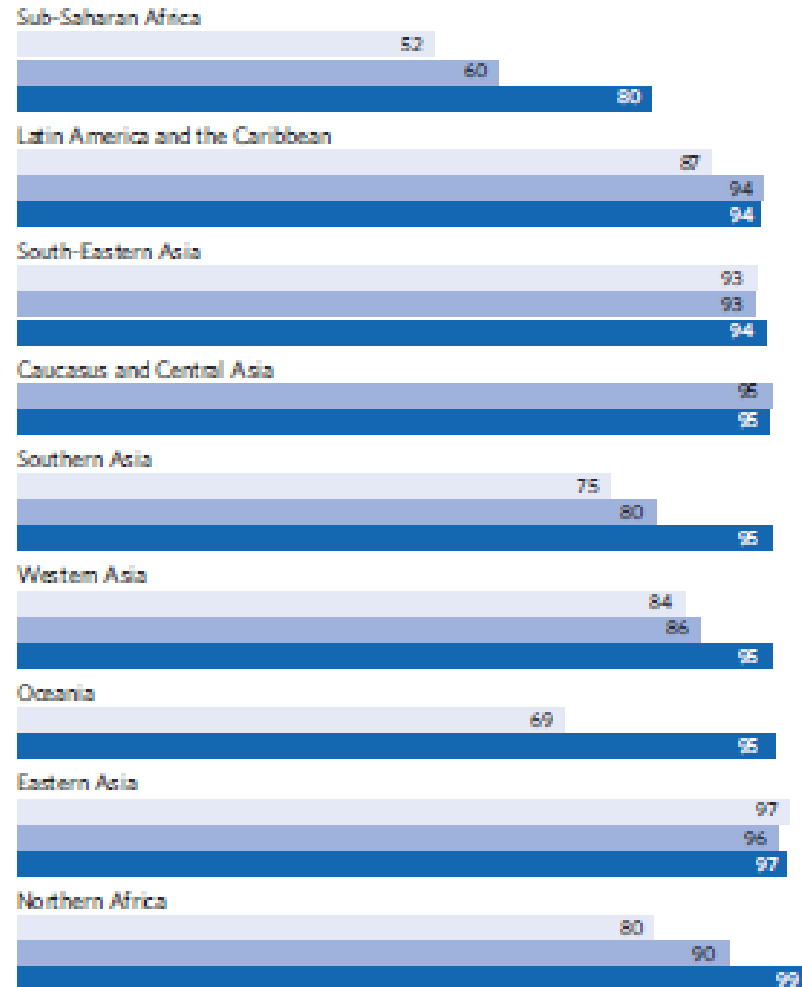 Sub-Saharan Africa
52
60
80
Latin America and the Caribbean
87
94
94
South-Eastern Asia
93
93
94
Caucasus and Central Asia
95
95
Southern Asia
75
80
95
Western Asia
84
86
95
Oceania
69
95
Eastern Asia
97
96
97
Northern Africa
80
90
99